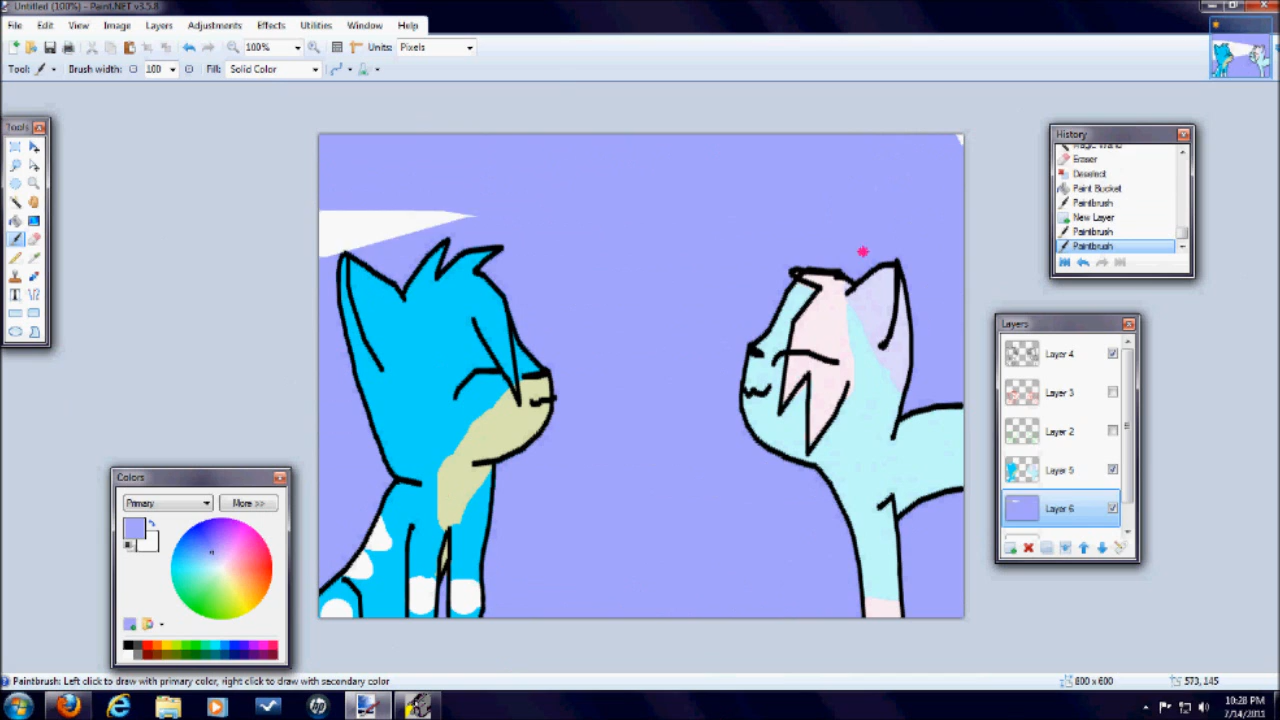 Untitled (100%) - Paint.NET v3.5.8
File Edit View Image Layers Adjustments Effects Utilities Window Help
100% Units: Pixels
Tool: Brush width: 100 Fill: Solid Color
Tools
History
Magic Wand
Eraser
Deselect
Paint Bucket
Paintbrush
New Layer
Paintbrush
Paintbrush
Layers
Layer 4
Layer 3
Layer 2
Layer 5
Layer 6
Colors
Primary More >>
Paintbrush: Left click to draw with primary color, right click to draw with secondary color
800 x 600 573, 145
hp
10:28 PM
7/14/2011